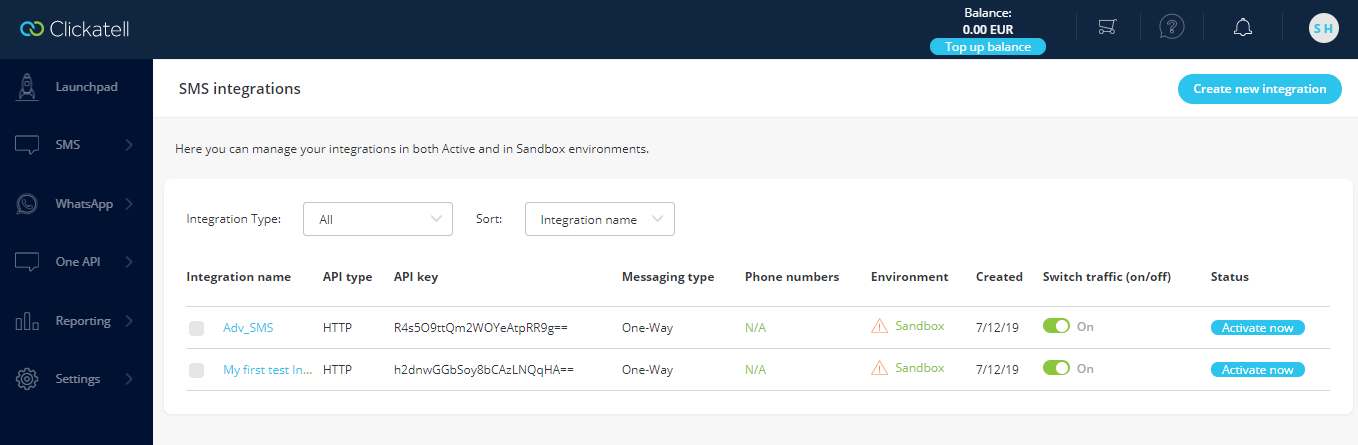 Clickatell
Balance:
0.00 EUR
Top up balance
?
S H
Launchpad
SMS
WhatsApp
One API
Reporting
Settings
SMS integrations
Create new integration
Here you can manage your integrations in both Active and in Sandbox environments.
Integration Type: All Sort: Integration name
Integration name API type API key Messaging type Phone numbers Environment Created Switch traffic (on/off) Status
Adv_SMS HTTP R4s5O9ttQm2WOYeAtpRR9g== One-Way N/A Sandbox 7/12/19 On Activate now
My first test In... HTTP h2dnwGGbSoy8bCAzLNQqHA== One-Way N/A Sandbox 7/12/19 On Activate now